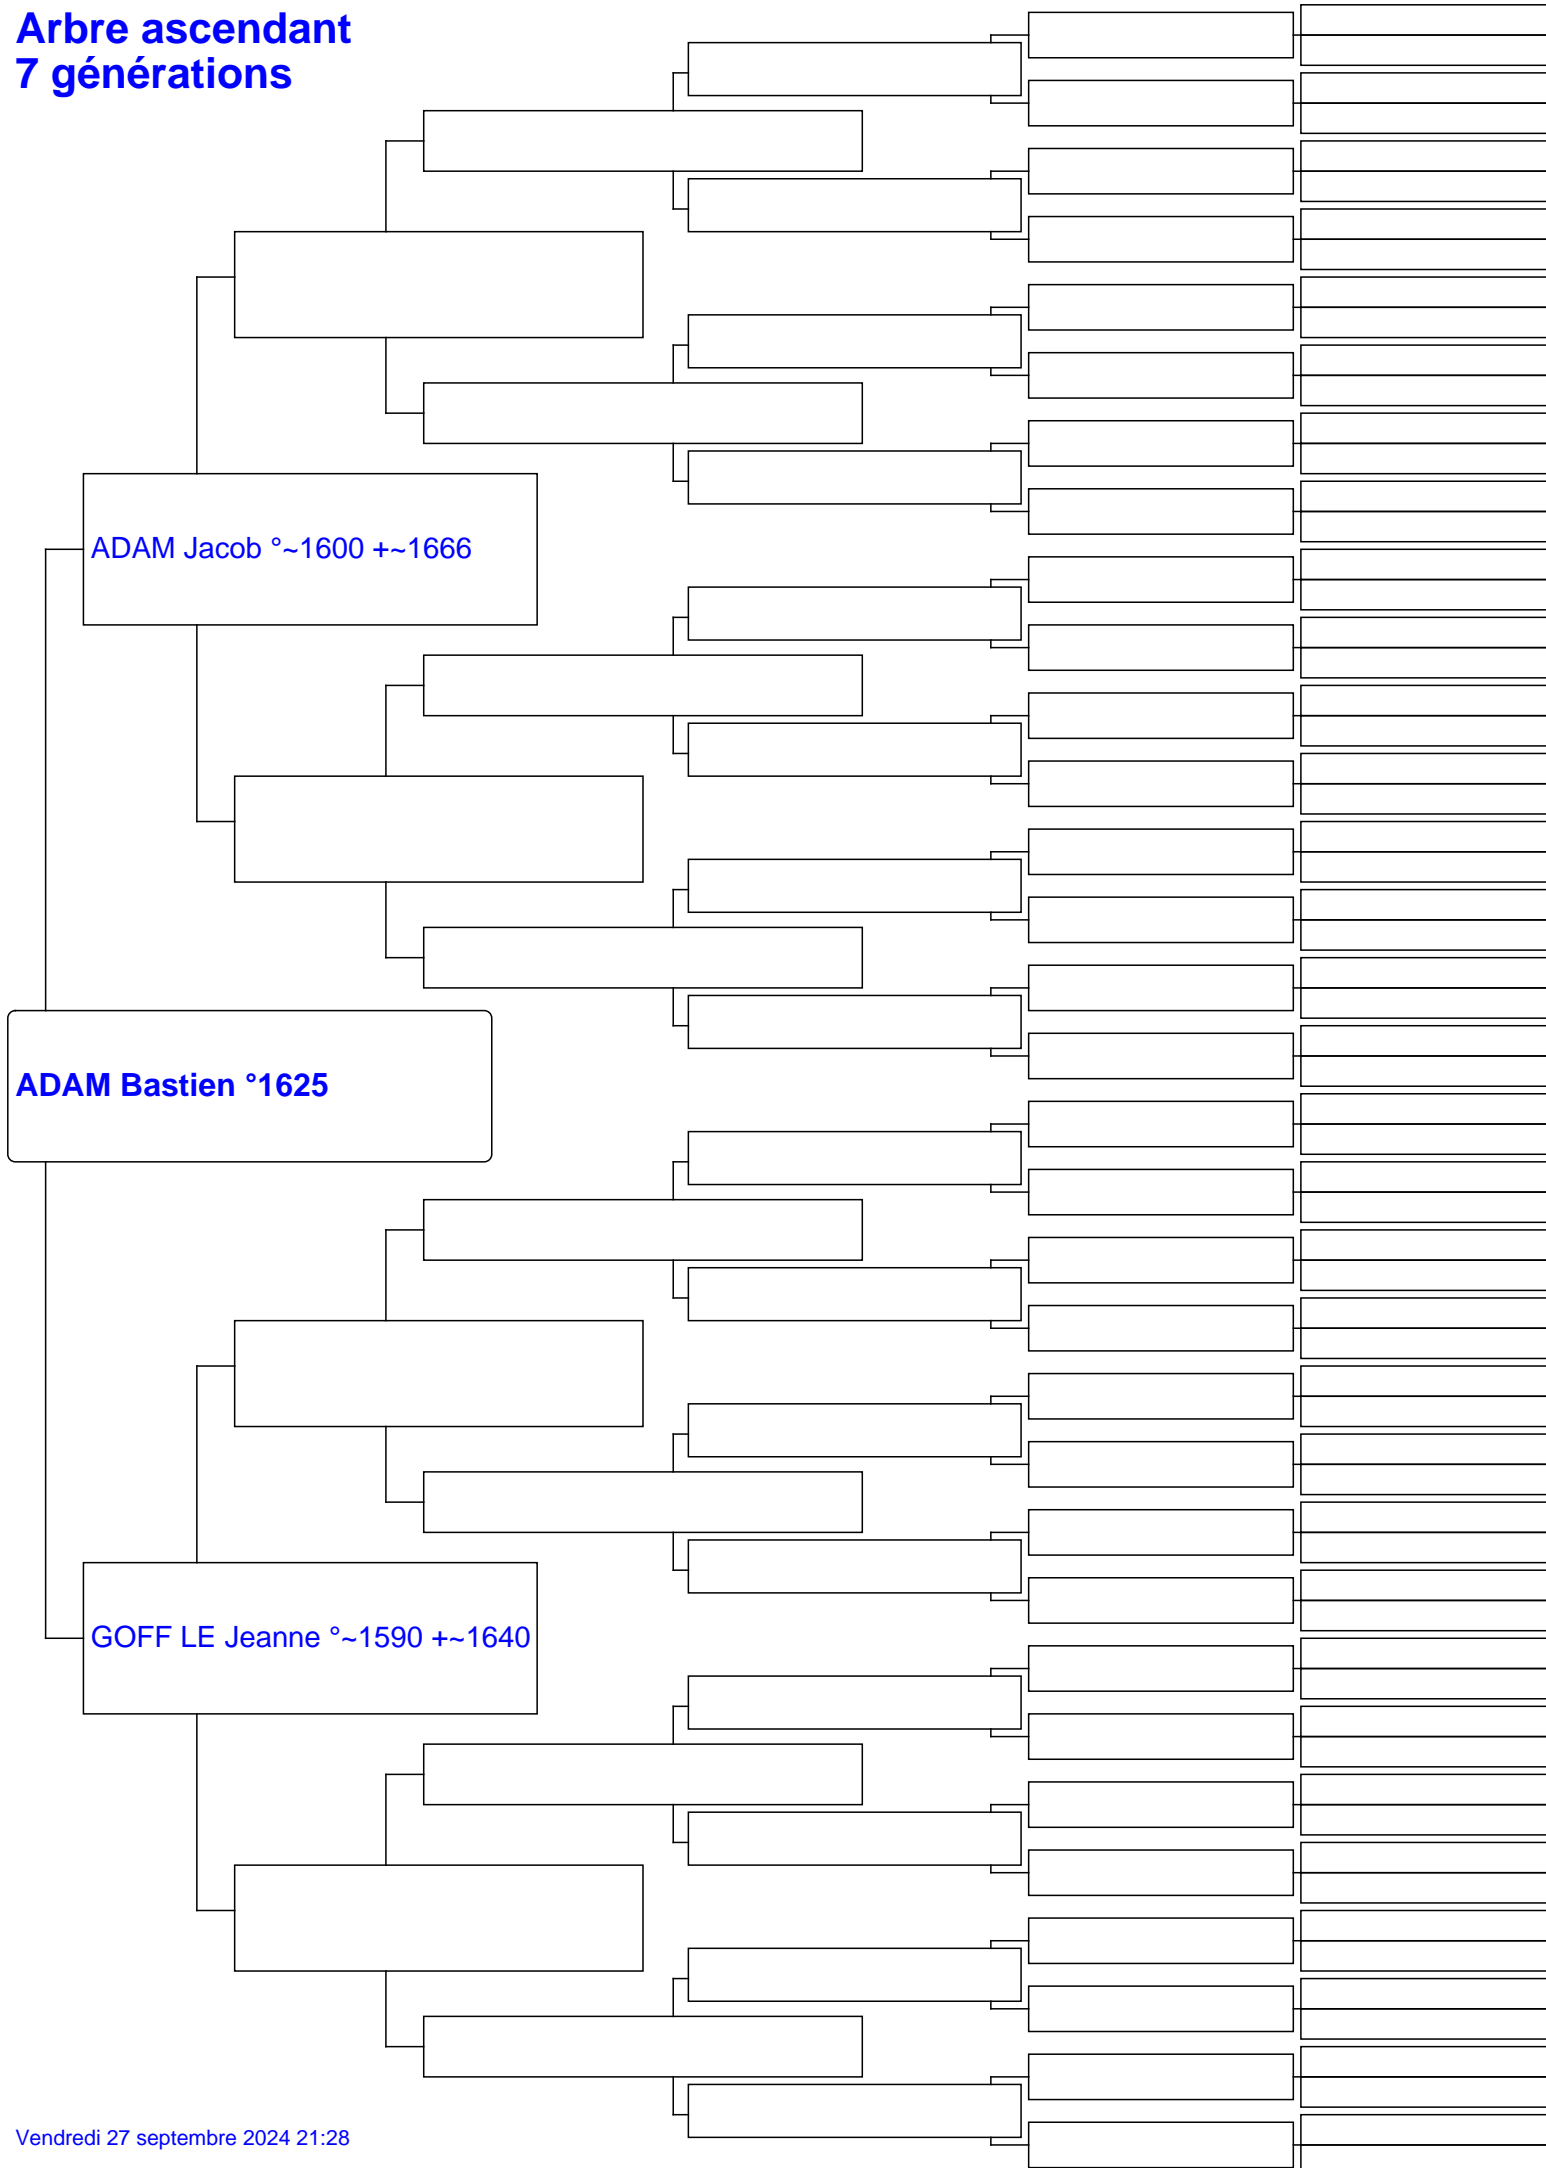 Arbre ascendant
7 générations
ADAM Jacob °~1600 +~1666
ADAM Bastien °1625
GOFF LE Jeanne °~1590 +~1640
Vendredi 27 septembre 2024 21:28